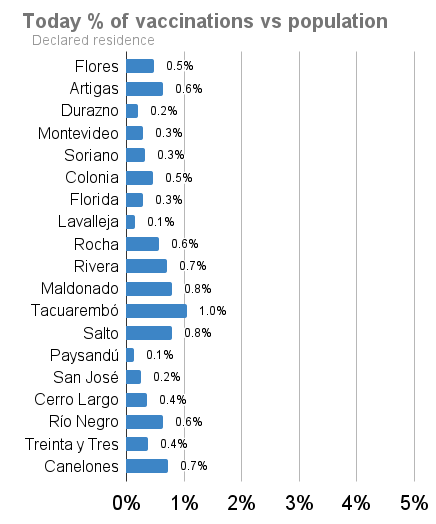 Today % of vaccinations vs population
Declared residence
Flores 0.5%
Artigas 0.6%
Durazno 0.2%
Montevideo 0.3%
Soriano 0.3%
Colonia 0.5%
Florida 0.3%
Lavalleja 0.1%
Rocha 0.6%
Rivera 0.7%
Maldonado 0.8%
Tacuarembó 1.0%
Salto 0.8%
Paysandú 0.1%
San José 0.2%
Cerro Largo 0.4%
Río Negro 0.6%
Treinta y Tres 0.4%
Canelones 0.7%
0% 1% 2% 3% 4% 5%